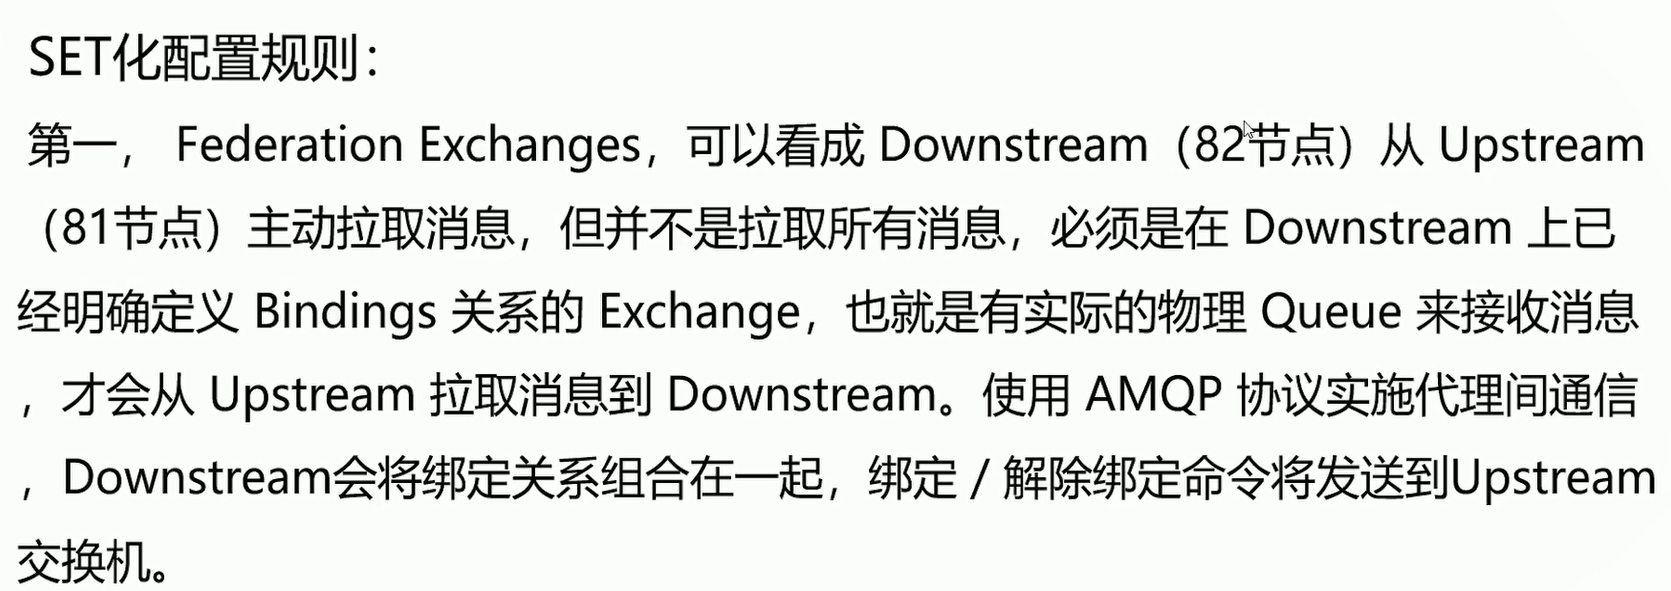 SET化配置规则：
第一， Federation Exchanges，可以看成 Downstream（82节点）从 Upstream
（81节点）主动拉取消息，但并不是拉取所有消息，必须是在 Downstream 上已
经明确定义 Bindings 关系的 Exchange，也就是有实际的物理 Queue 来接收消息
，才会从 Upstream 拉取消息到 Downstream。使用 AMQP 协议实施代理间通信
，Downstream会将绑定关系组合在一起，绑定 / 解除绑定命令将发送到Upstream
交换机。